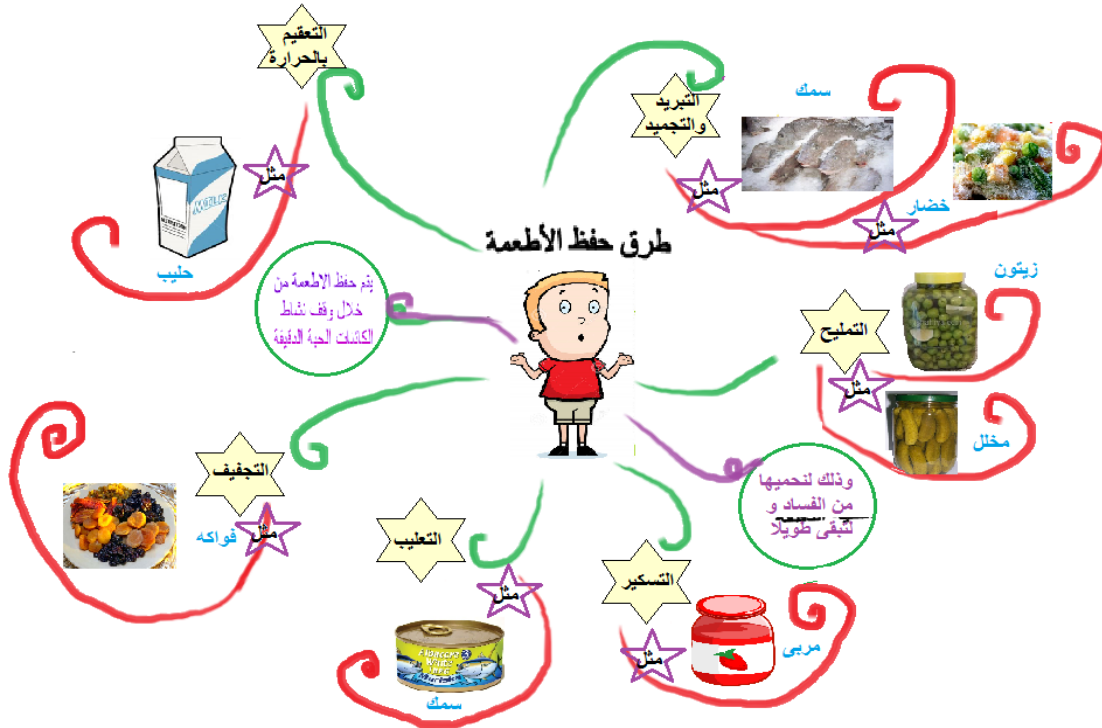 طرق حفظ الأطعمة
يتم حفظ الاطعمة من
خلال وقف نشاط
الكائنات الحية الدقيقة
وذلك لنحميها
من الفساد و
لتبقى طويلا
التبريد
والتجميد
مثل
سمك
مثل
خضار
التمليح
مثل
زيتون
مخلل
التسكير
مثل
مربى
التعليب
مثل
سمك
التجفيف
مثل
فواكه
التعقيم
بالحرارة
مثل
حليب
MILK